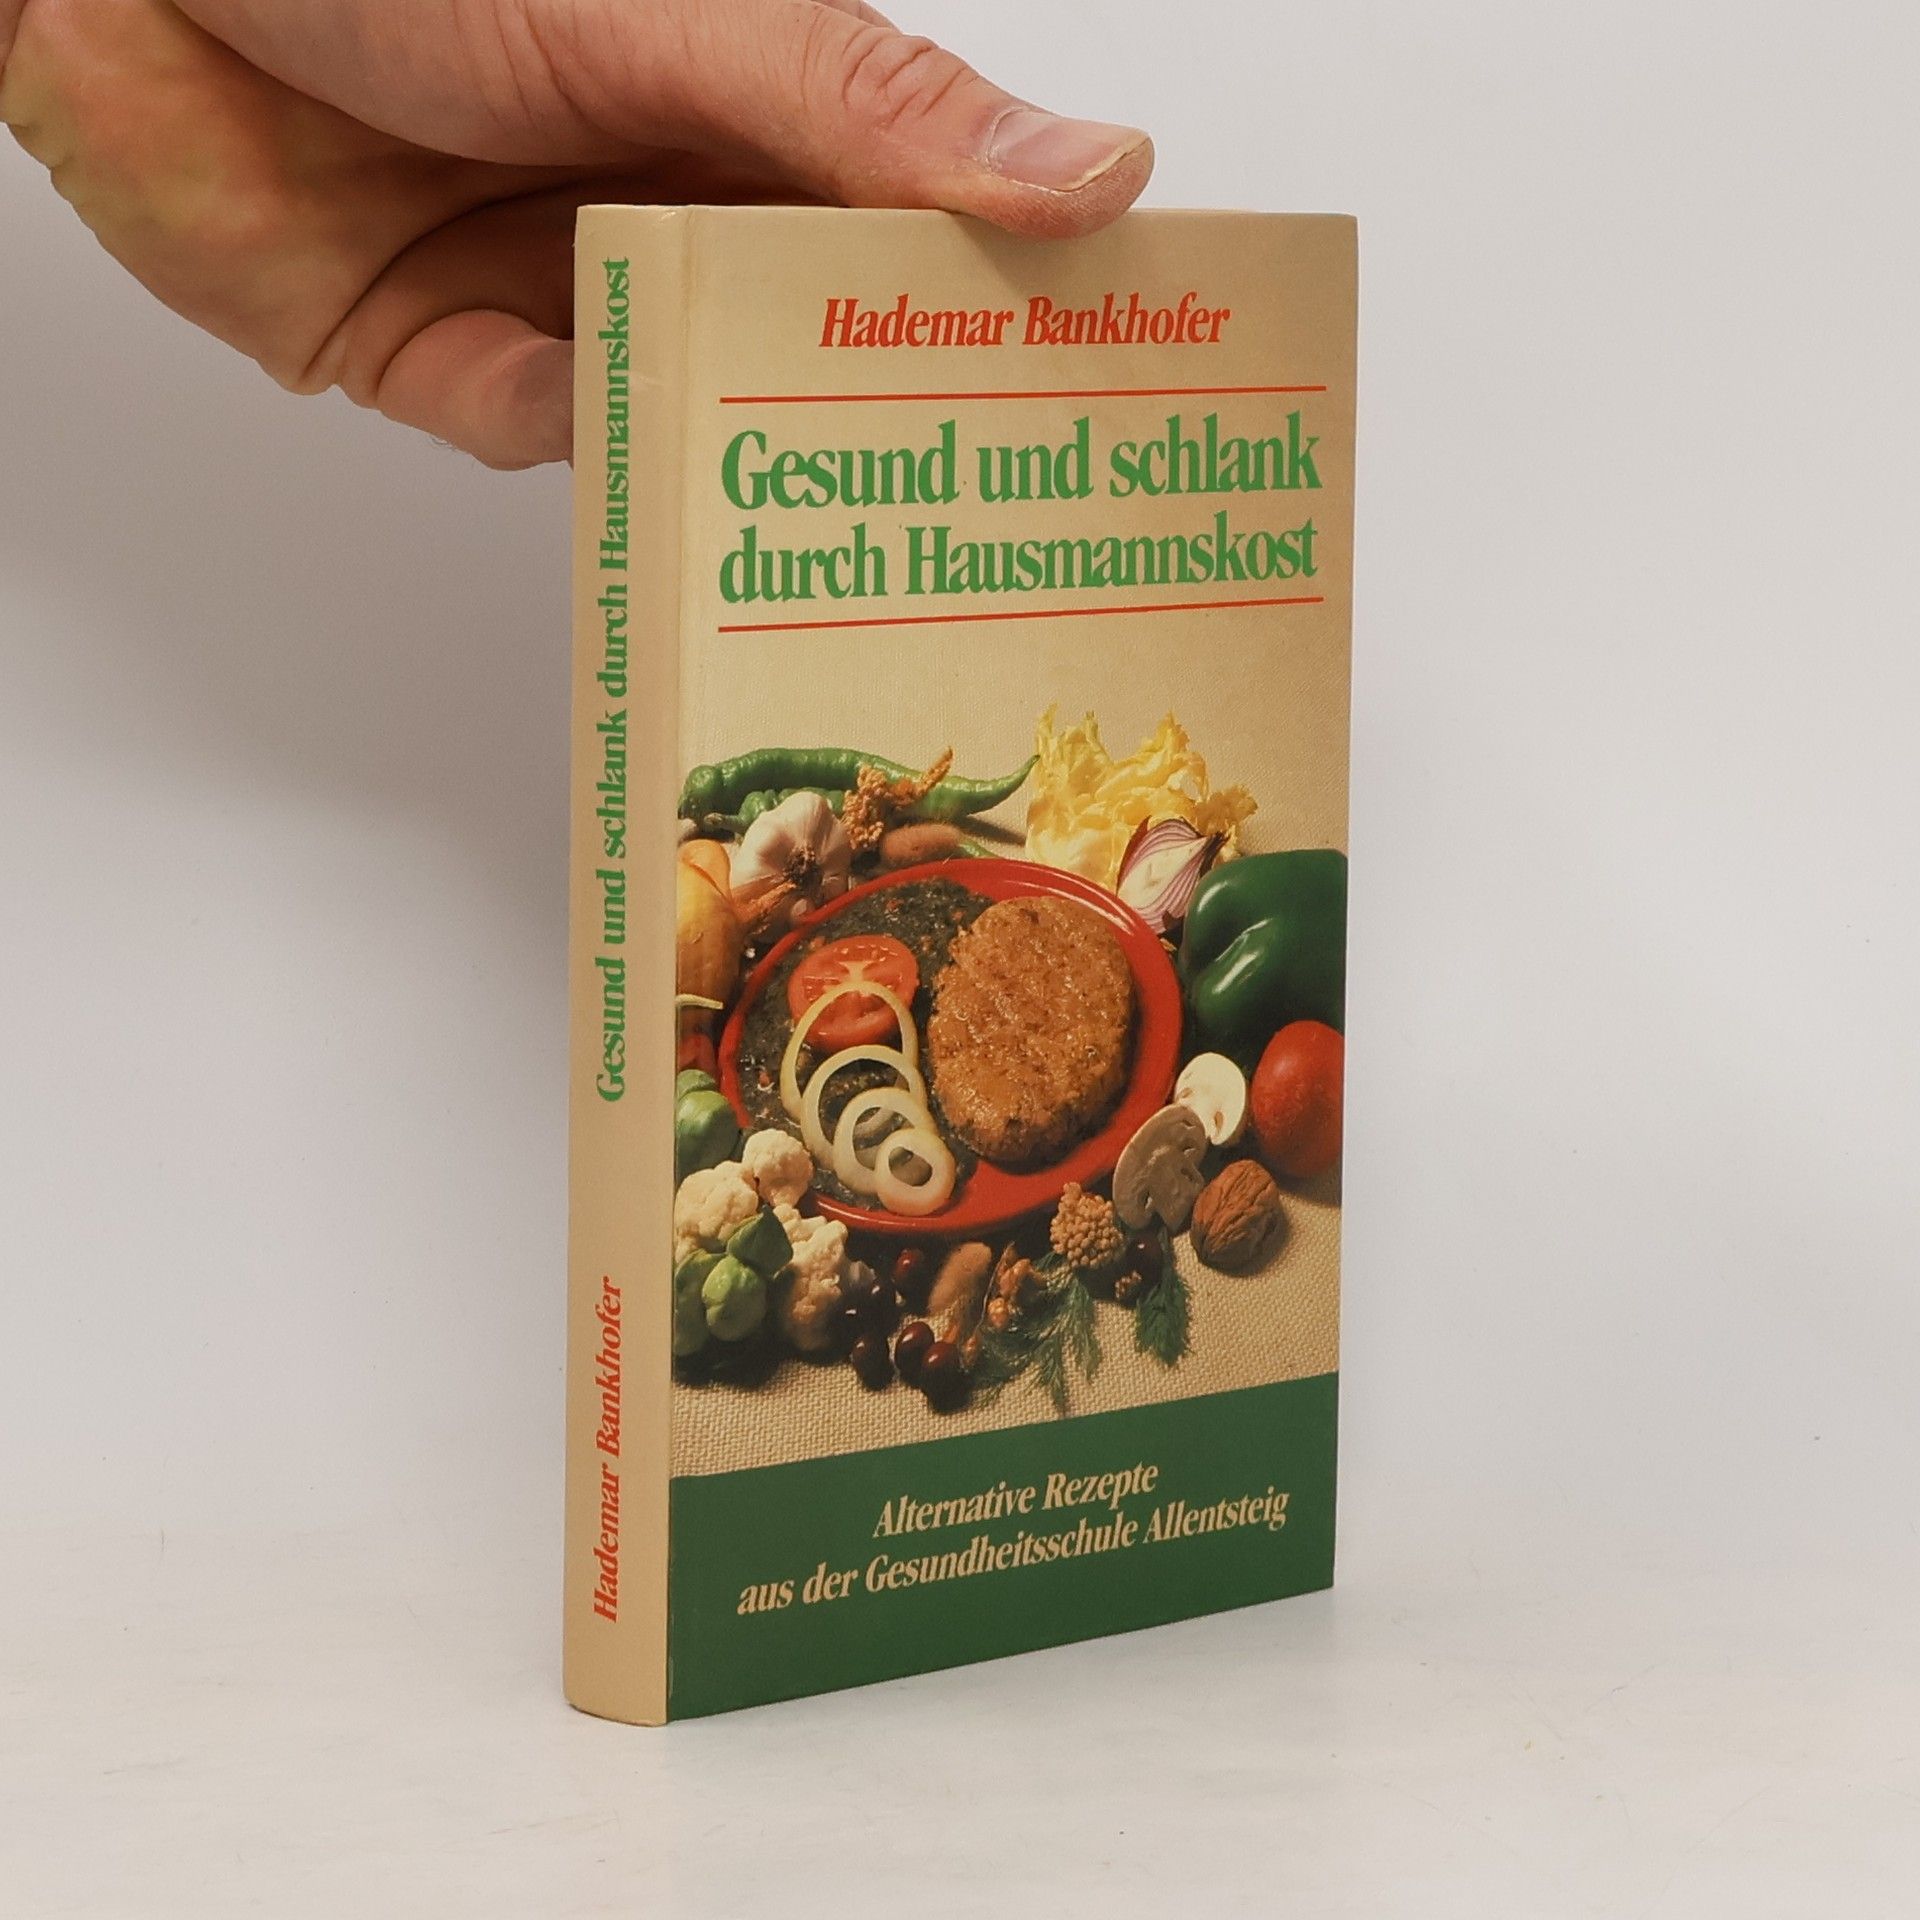 Gesund und schlank durch Hausmannskost
Hademar Bankhofer
Hademar Bankhofer
Gesund und schlank
durch Hausmannskost
Alternative Rezepte
aus der Gesundheitsschule Allentsteig